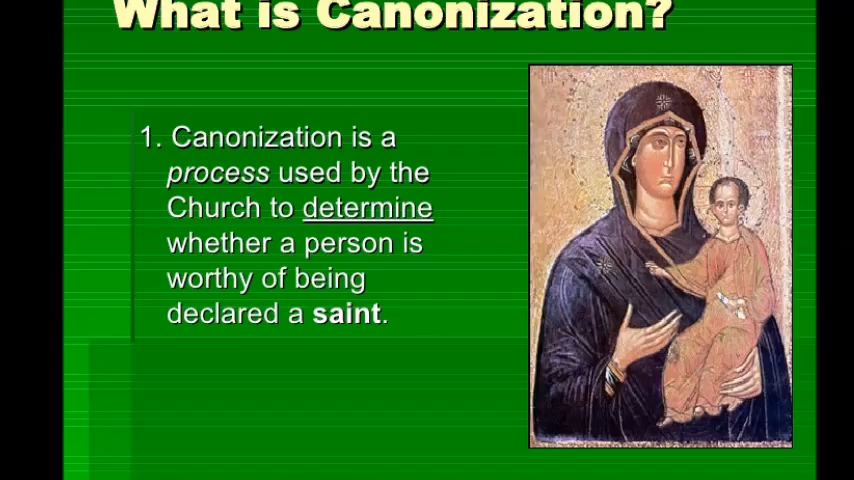 What is Canonization?
1. Canonization is a
process used by the
Church to determine
whether a person is
worthy of being
declared a saint.